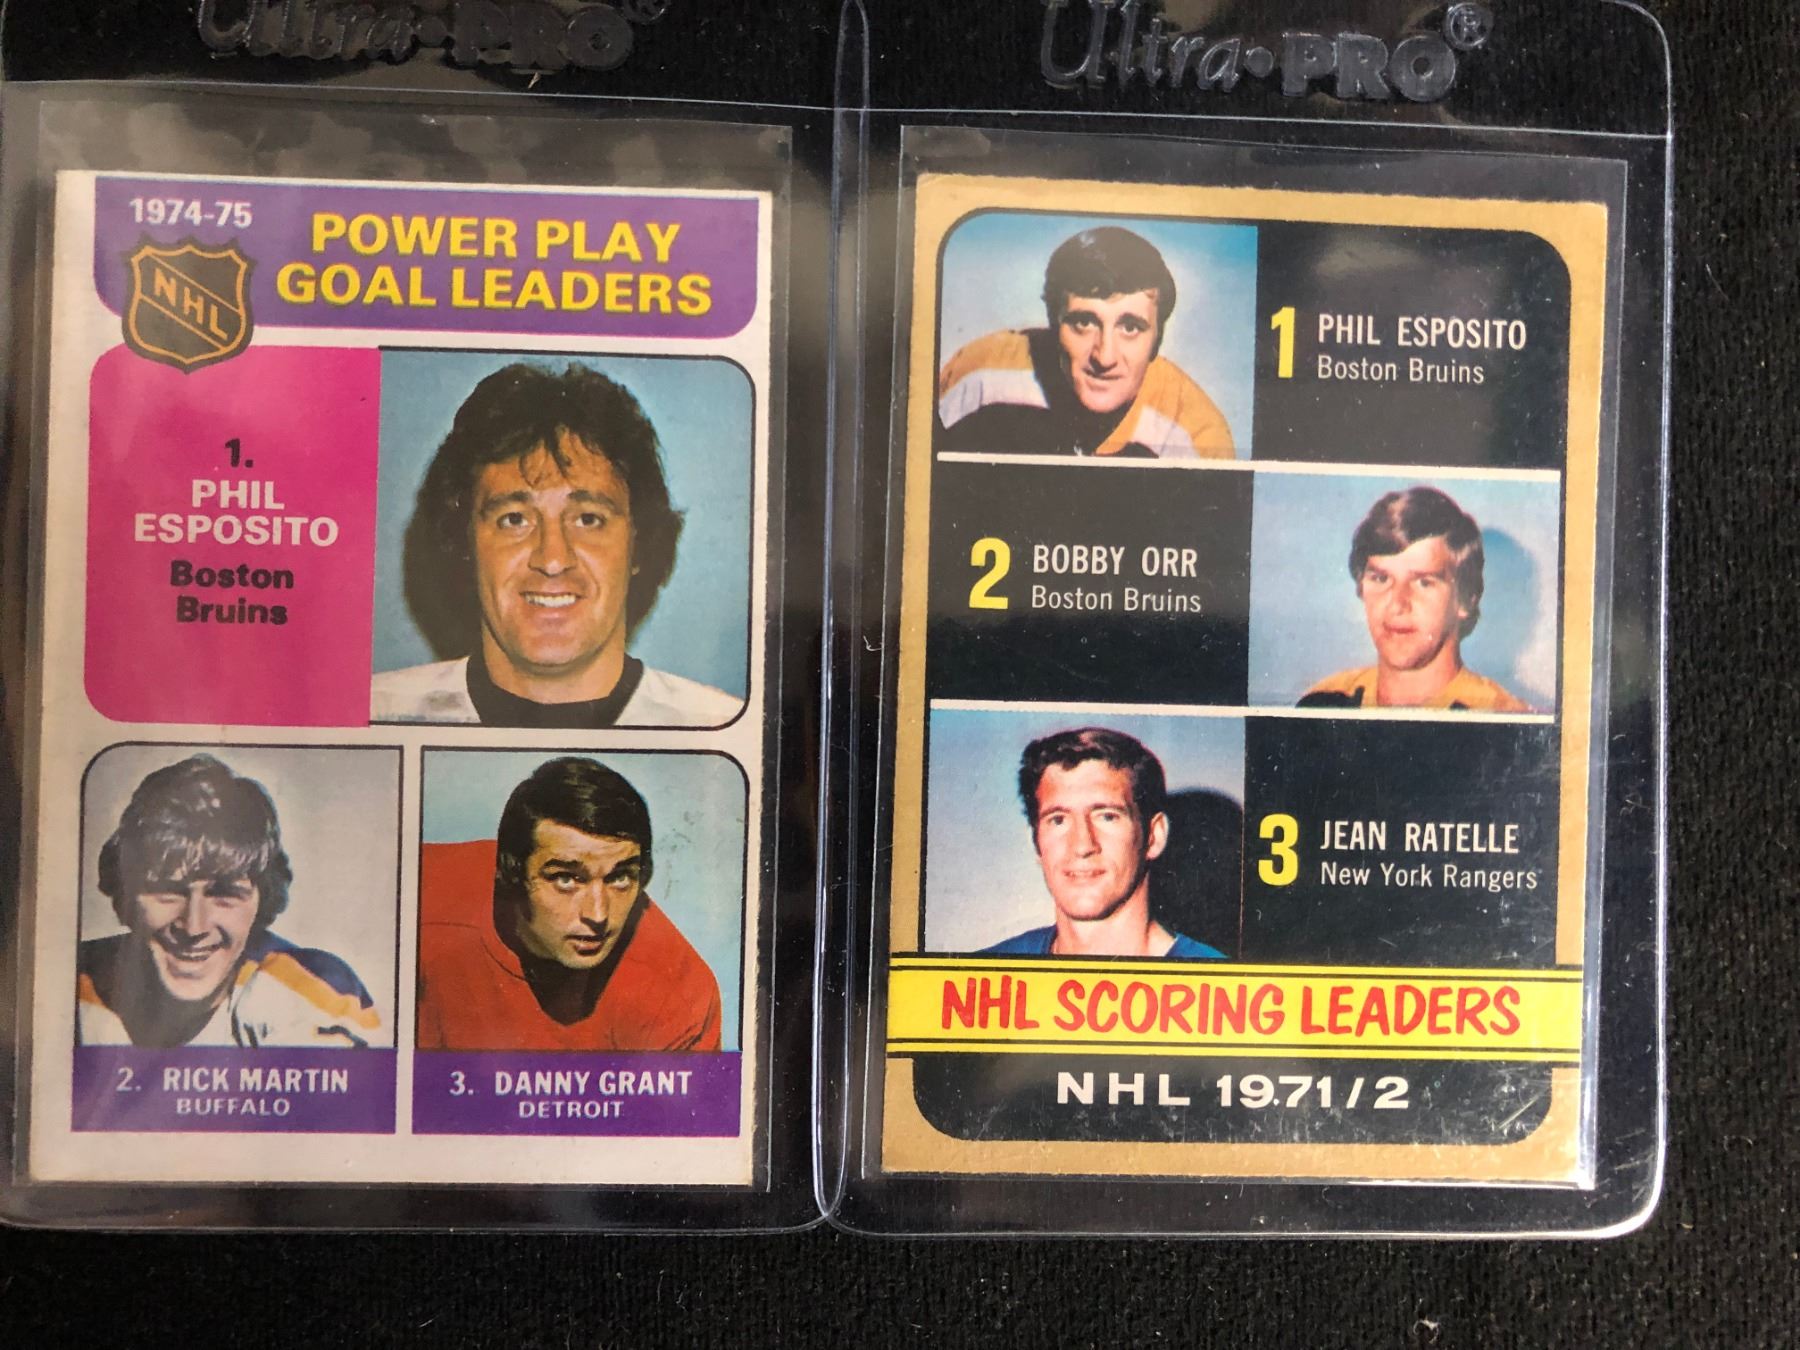 Ultra·PRO®
1974-75
NHL
POWER PLAY
GOAL LEADERS
1.
PHIL
ESPOSITO
Boston
Bruins
2. RICK MARTIN
BUFFALO
3. DANNY GRANT
DETROIT
Ultra·PRO®
1 PHIL ESPOSITO
Boston Bruins
2 BOBBY ORR
Boston Bruins
3 JEAN RATELLE
New York Rangers
NHL SCORING LEADERS
NHL 1971/2